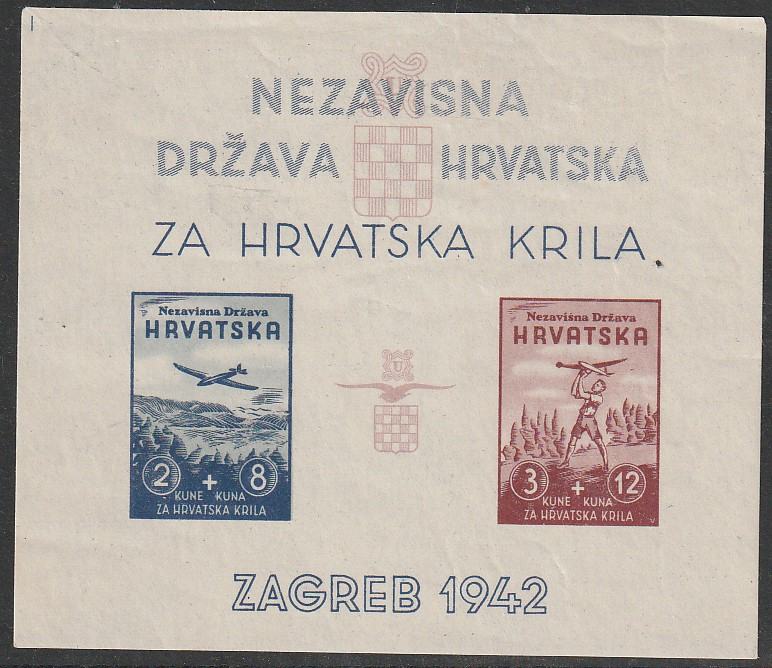 U
NEZAVISNA
DRŽAVA HRVATSKA
ZA HRVATSKA KRILA
Nezavisna Država
HRVATSKA
2 + 8
KUNE KUNA
ZA HRVATSKA KRILA
U
Nezavisna Država
HRVATSKA
3 + 12
KUNE KUNA
ZA HRVATSKA KRILA
ZAGREB 1942